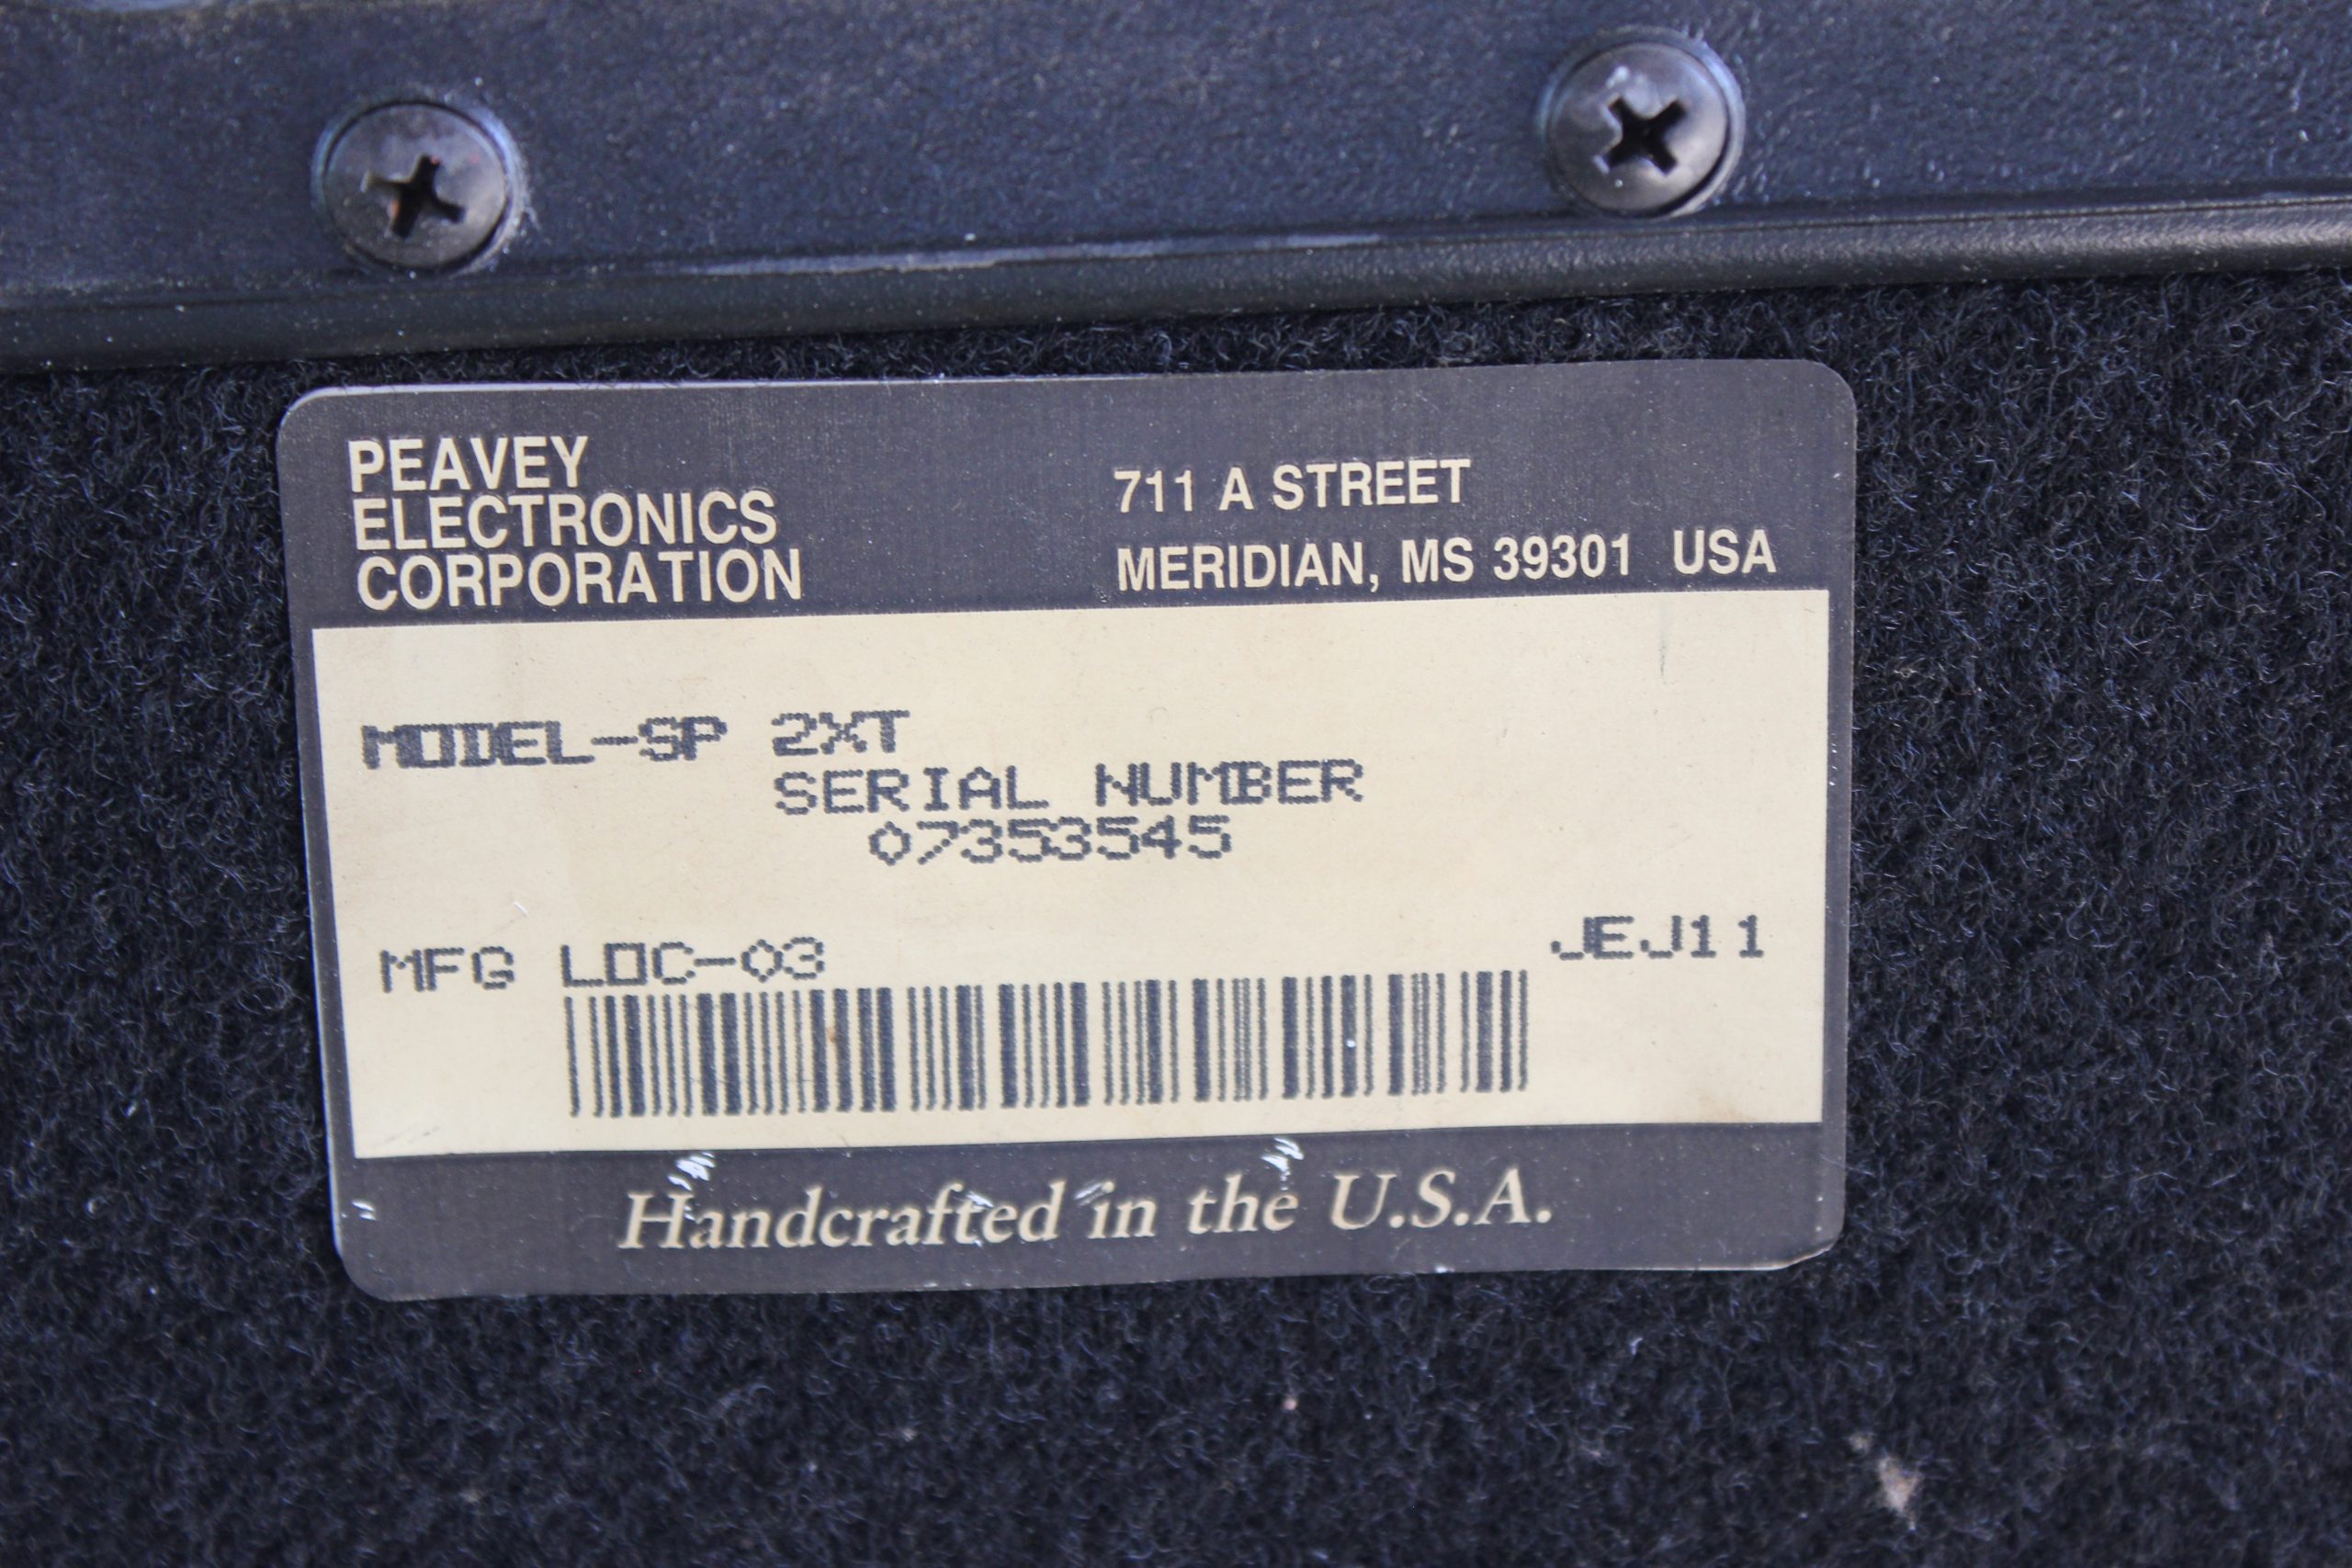 PEAVEY
ELECTRONICS
CORPORATION
711 A STREET
MERIDIAN, MS 39301 USA
MODEL-SP 2XT
SERIAL NUMBER
07353545
MFG LOC-03
JEJ11
Handcrafted in the U.S.A.